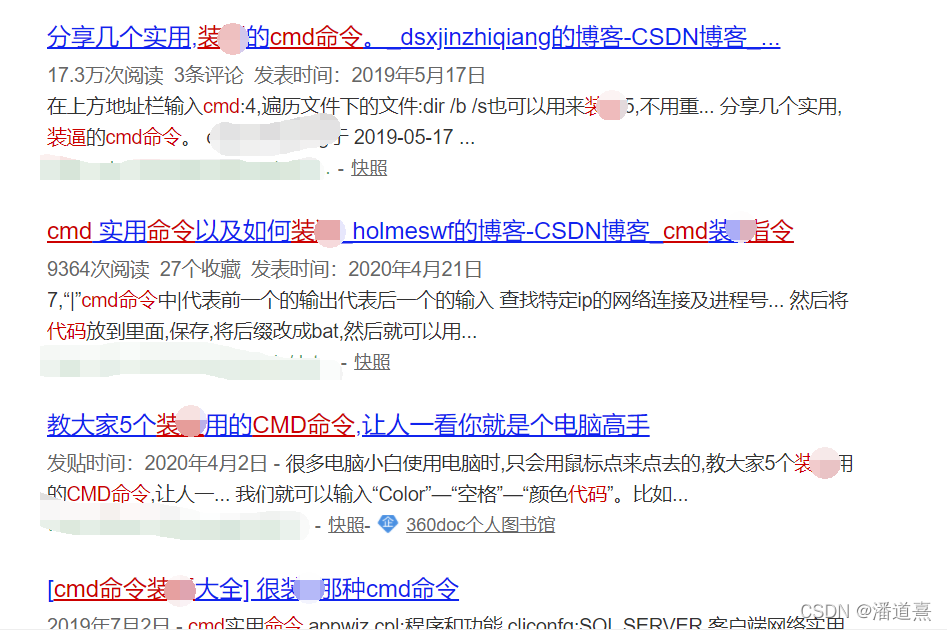 分享几个实用,装的cmd命令。_dsxjinzhiqiang的博客-CSDN博客_...
17.3万次阅读 3条评论 发表时间：2019年5月17日
在上方地址栏输入cmd:4,遍历文件下的文件:dir /b /s也可以用来装5,不用重... 分享几个实用,
装逼的cmd命令。 于 2019-05-17 ...
- 快照
cmd 实用命令以及如何装_holmeswf的博客-CSDN博客_cmd装指令
9364次阅读 27个收藏 发表时间：2020年4月21日
7,“|”cmd命令中|代表前一个的输出代表后一个的输入 查找特定ip的网络连接及进程号... 然后将
代码放到里面,保存,将后缀改成bat,然后就可以用...
- 快照
教大家5个装用的CMD命令,让人一看你就是个电脑高手
发贴时间：2020年4月2日 - 很多电脑小白使用电脑时,只会用鼠标点来点去的,教大家5个装用
的CMD命令,让人一... 我们就可以输入“Color”—“空格”—“颜色代码”。比如...
- 快照- 企 360doc个人图书馆
[cmd命令装大全] 很装那种cmd命令
2019年7月2日 - cmd实用命令 appwiz.cpl:程序和功能 cliconfg:SQL SERVER 客户端网络实用
CSDN @潘道熹